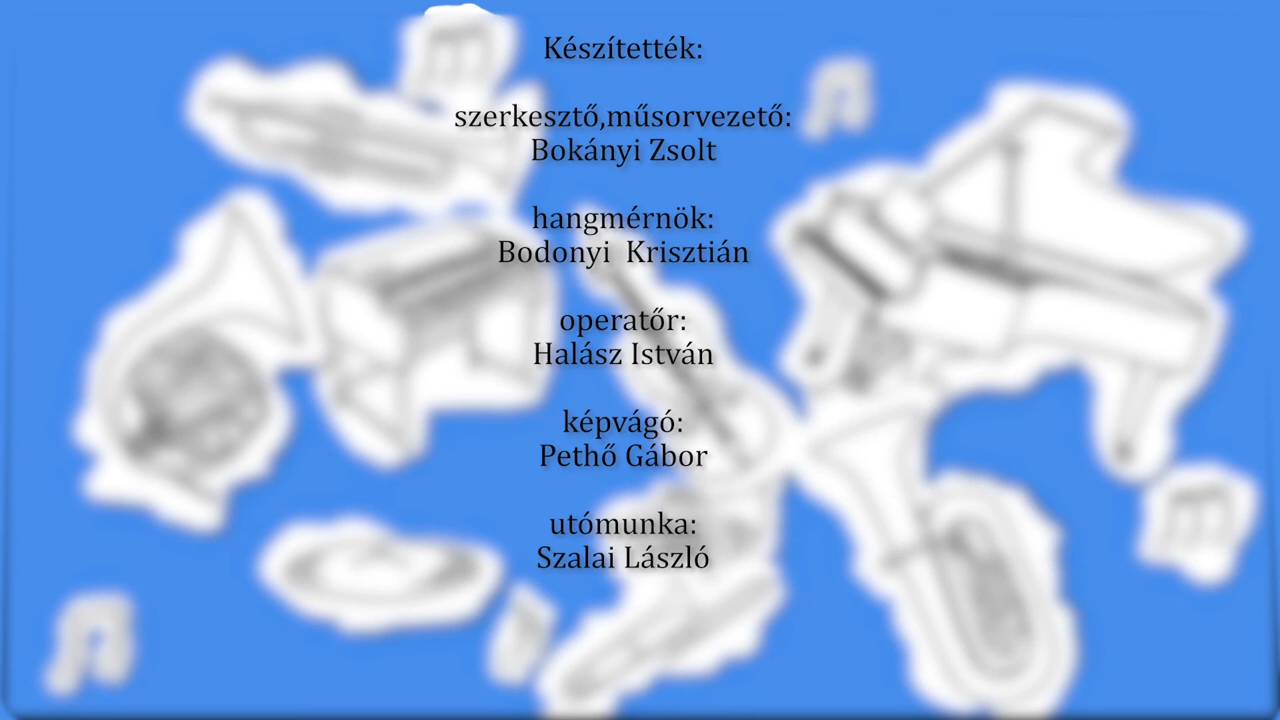 Készítették:
szerkesztő,műsorvezető:
Bokányi Zsolt
hangmérnök:
Bodonyi  Krisztián
operatőr:
Halász István
képvágó:
Pethő Gábor
utómunka:
Szalai László